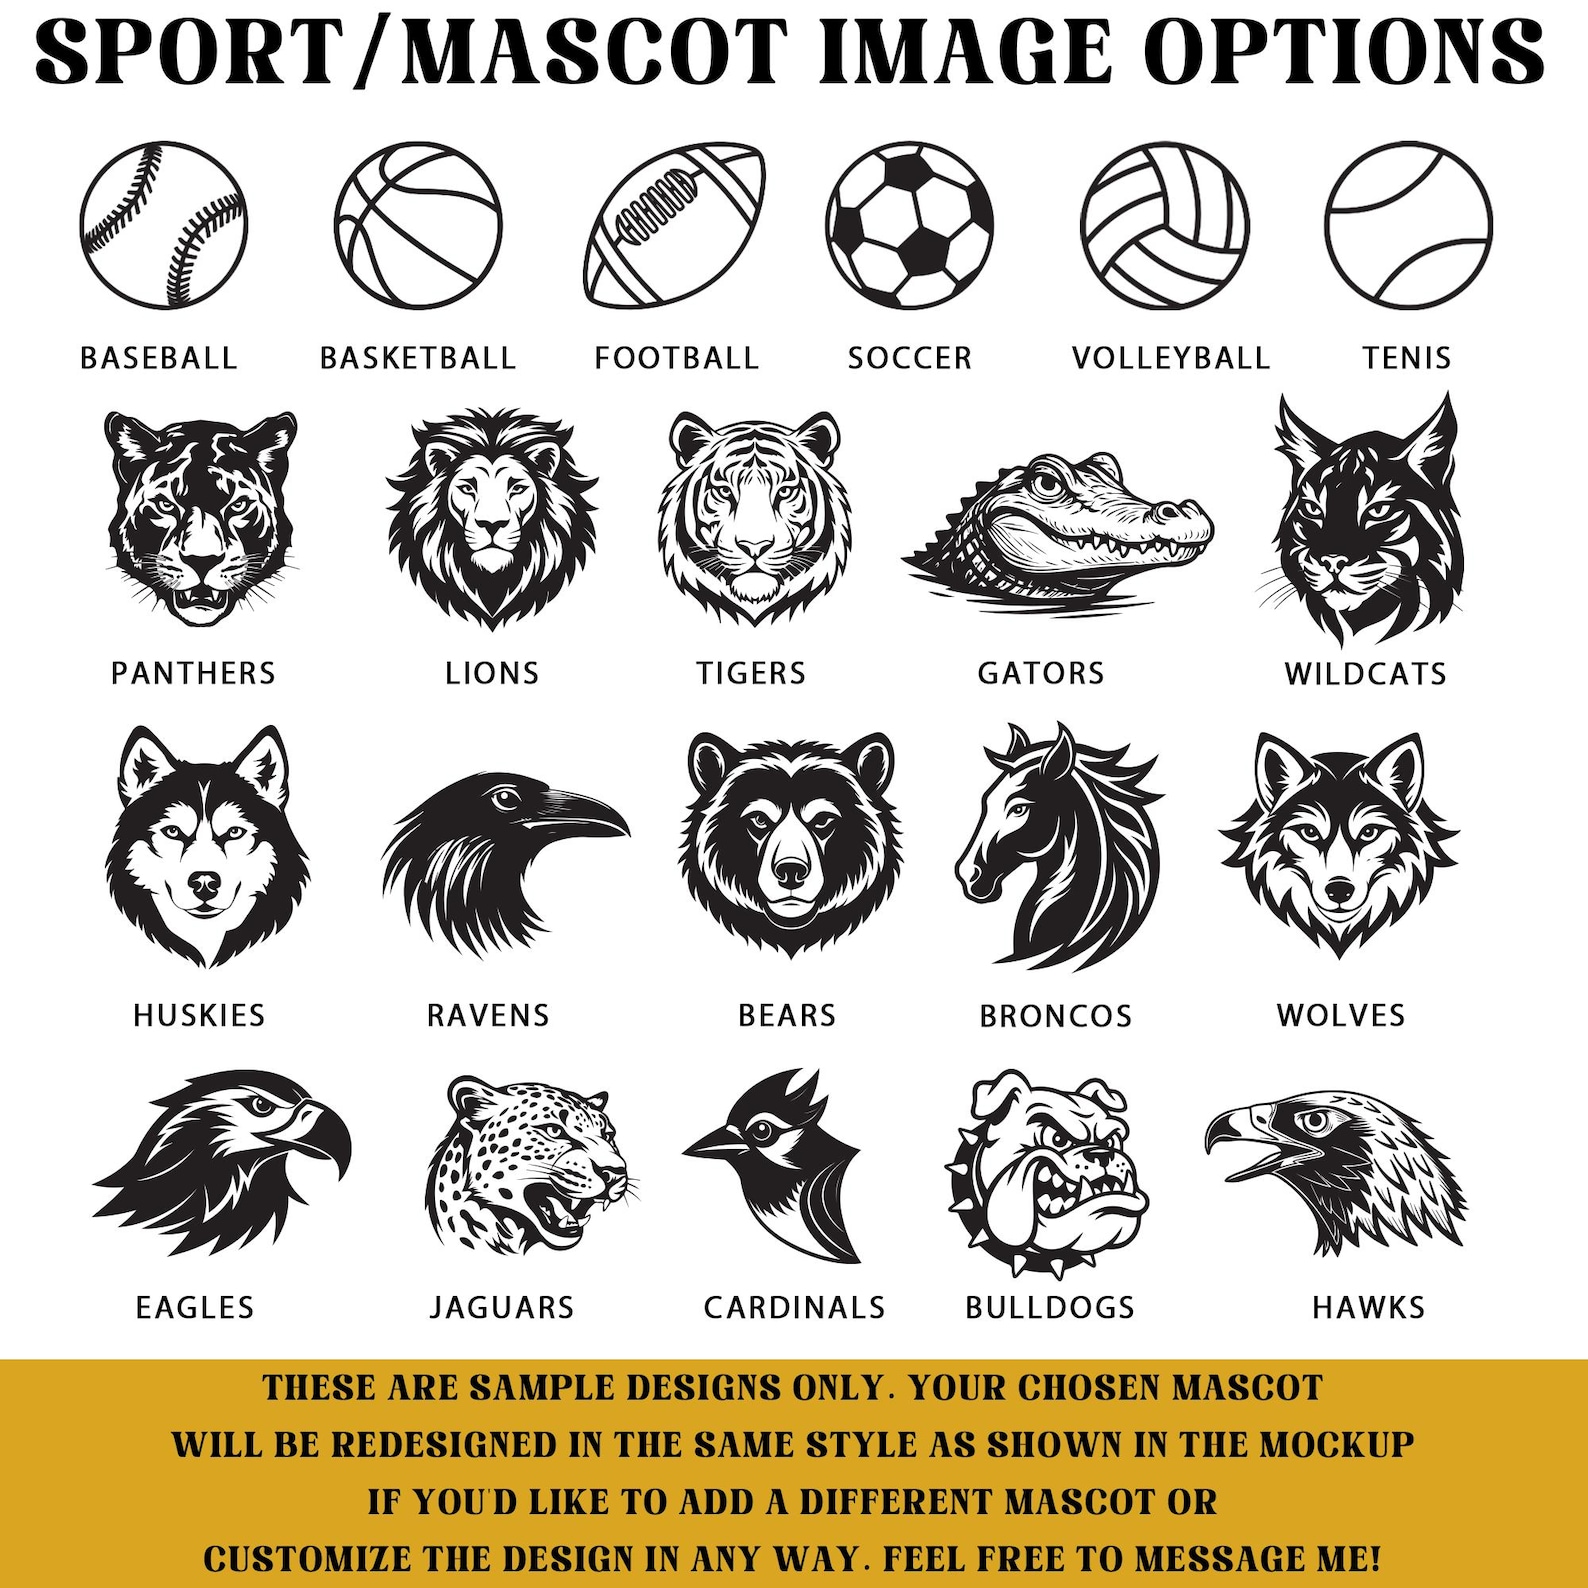 SPORT/MASCOT IMAGE OPTIONS
BASEBALL BASKETBALL FOOTBALL SOCCER VOLLEYBALL TENIS
PANTHERS LIONS TIGERS GATORS WILDCATS
HUSKIES RAVENS BEARS BRONCOS WOLVES
EAGLES JAGUARS CARDINALS BULLDOGS HAWKS
THESE ARE SAMPLE DESIGNS ONLY. YOUR CHOSEN MASCOT
WILL BE REDESIGNED IN THE SAME STYLE AS SHOWN IN THE MOCKUP
IF YOU'D LIKE TO ADD A DIFFERENT MASCOT OR
CUSTOMIZE THE DESIGN IN ANY WAY. FEEL FREE TO MESSAGE ME!